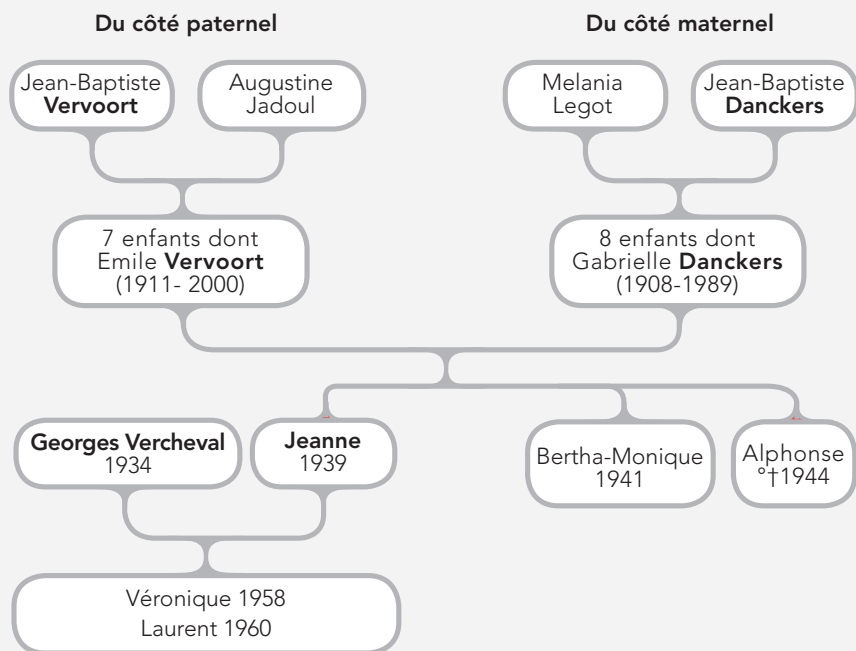 Du côté paternel
Du côté maternel
Jean-Baptiste
Vervoort
Augustine
Jadoul
Melania
Legot
Jean-Baptiste
Danckers
7 enfants dont
Emile Vervoort
(1911- 2000)
8 enfants dont
Gabrielle Danckers
(1908-1989)
Georges Vercheval
1934
Jeanne
1939
Bertha-Monique
1941
Alphonse
°†1944
Véronique 1958
Laurent 1960